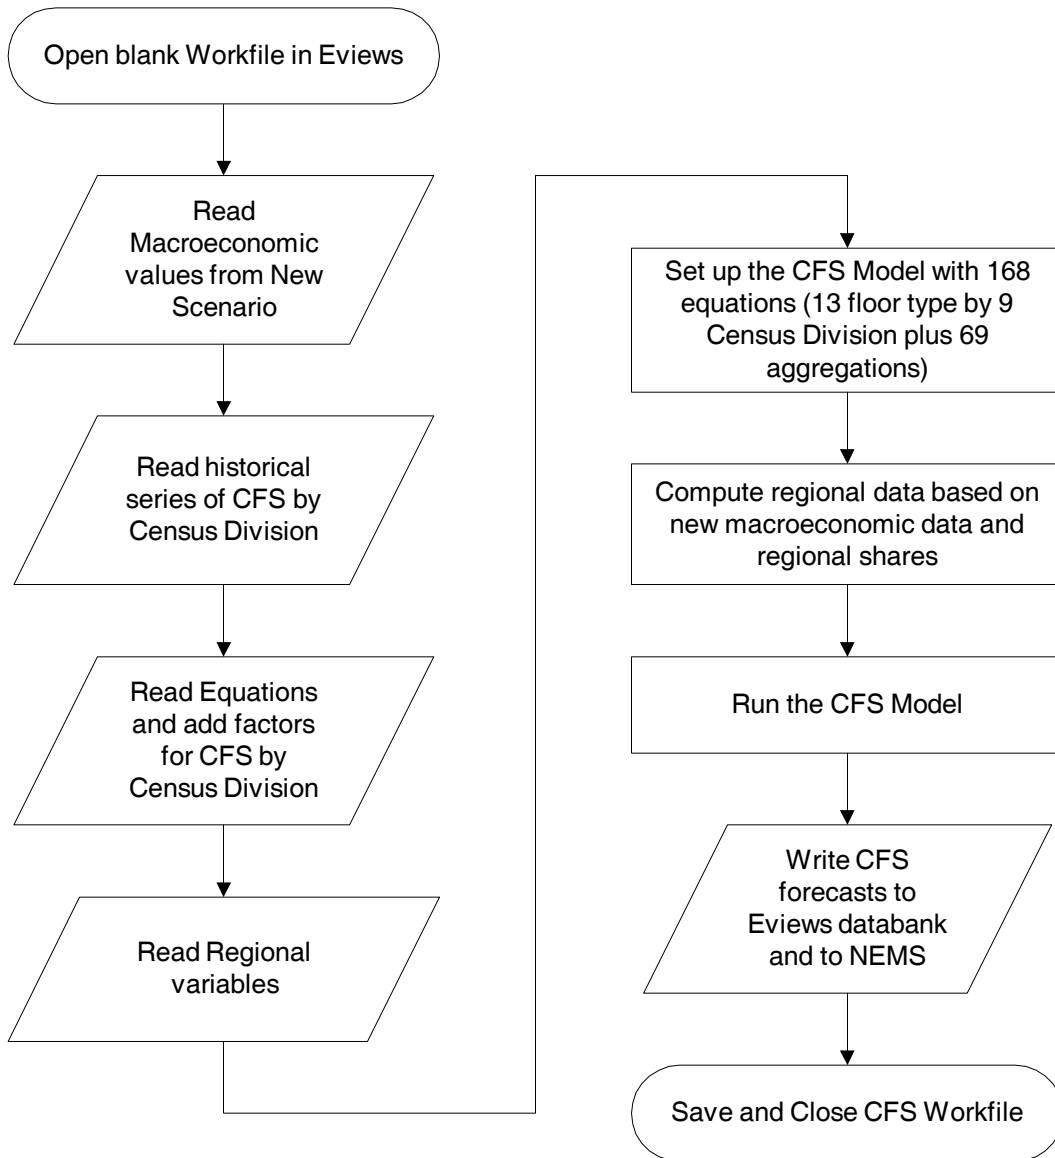 Open blank Workfile in Eviews
Read
Macroeconomic
values from New
Scenario
Read historical
series of CFS by
Census Division
Read Equations
and add factors
for CFS by
Census Division
Read Regional
variables
Set up the CFS Model with 168
equations (13 floor type by 9
Census Division plus 69
aggregations)
Compute regional data based on
new macroeconomic data and
regional shares
Run the CFS Model
Write CFS
forecasts to
Eviews databank
and to NEMS
Save and Close CFS Workfile